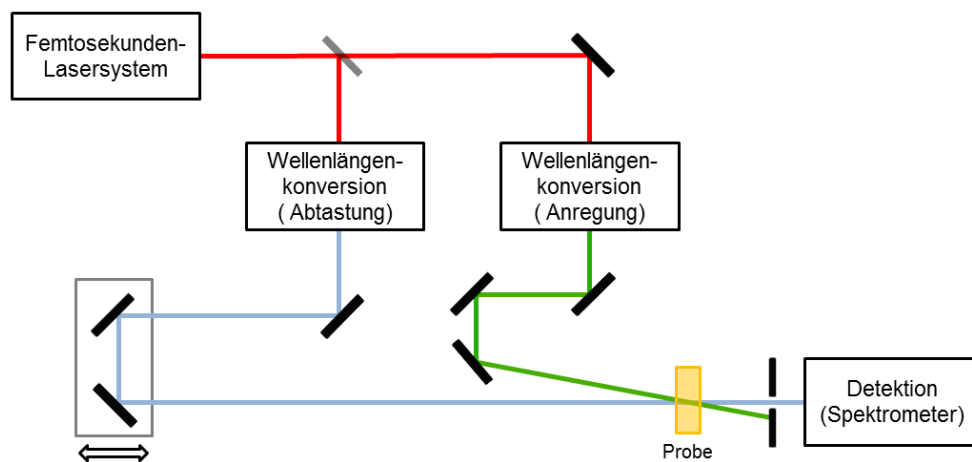 Femtosekunden-
Lasersystem
Wellenlängen-
konversion
( Abtastung)
Wellenlängen-
konversion
( Anregung)
Detektion
(Spektrometer)
Probe